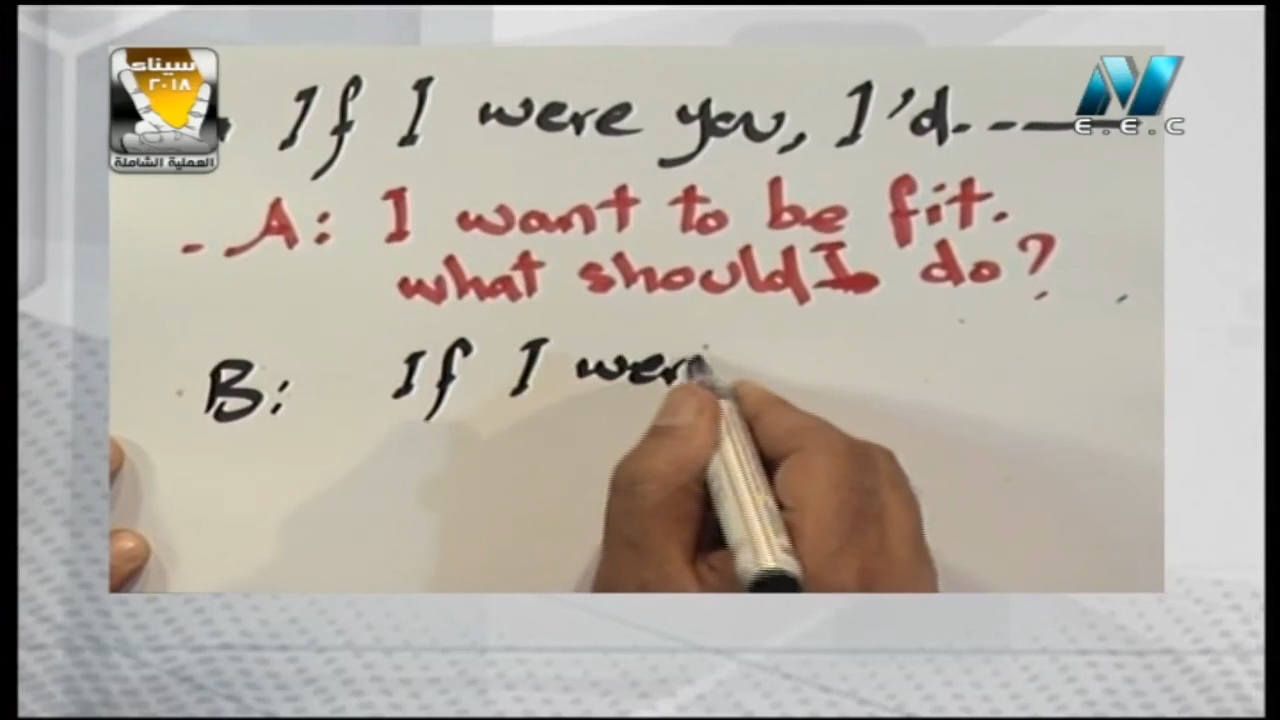 سيناء
٢٠١٨
العملية الشاملة
E.E.C
If I were you, I'd.---
- A: I want to be fit.
what should I do?
B: If I were